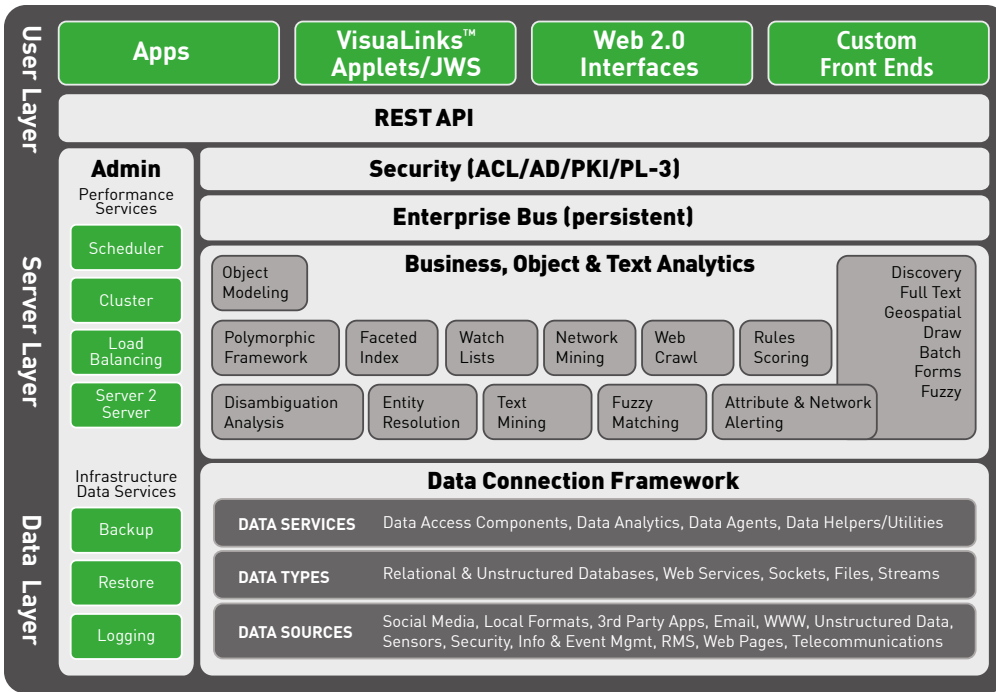 User Layer
Apps
VisuaLinks™
Applets/JWS
Web 2.0
Interfaces
Custom
Front Ends
REST API
Server Layer
Admin
Performance
Services
Scheduler
Cluster
Load
Balancing
Server 2
Server
Security (ACL/AD/PKI/PL-3)
Enterprise Bus (persistent)
Business, Object & Text Analytics
Object
Modeling
Polymorphic
Framework
Faceted
Index
Watch
Lists
Network
Mining
Web
Crawl
Rules
Scoring
Disambiguation
Analysis
Entity
Resolution
Text
Mining
Fuzzy
Matching
Attribute & Network
Alerting
Discovery
Full Text
Geospatial
Draw
Batch
Forms
Fuzzy
Data Layer
Infrastructure
Data Services
Backup
Restore
Logging
Data Connection Framework
DATA SERVICES Data Access Components, Data Analytics, Data Agents, Data Helpers/Utilities
DATA TYPES Relational & Unstructured Databases, Web Services, Sockets, Files, Streams
DATA SOURCES Social Media, Local Formats, 3rd Party Apps, Email, WWW, Unstructured Data,
Sensors, Security, Info & Event Mgmt, RMS, Web Pages, Telecommunications